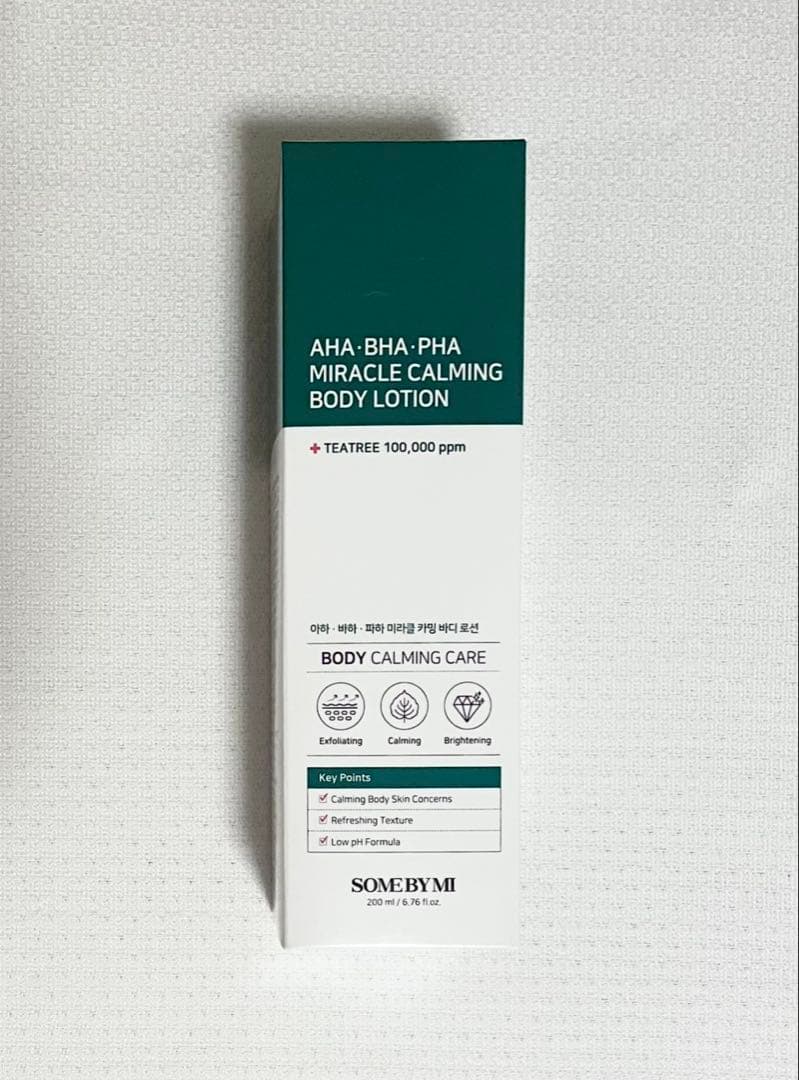 AHA·BHA·PHA
MIRACLE CALMING
BODY LOTION
+ TEATREE 100,000 ppm
아하 · 바하 · 파하 미라클 카밍 바디 로션
BODY CALMING CARE
Exfoliating Calming Brightening
Key Points
Calming Body Skin Concerns
Refreshing Texture
Low pH Formula
SOME BY MI
200 ml / 6.76 fl.oz.